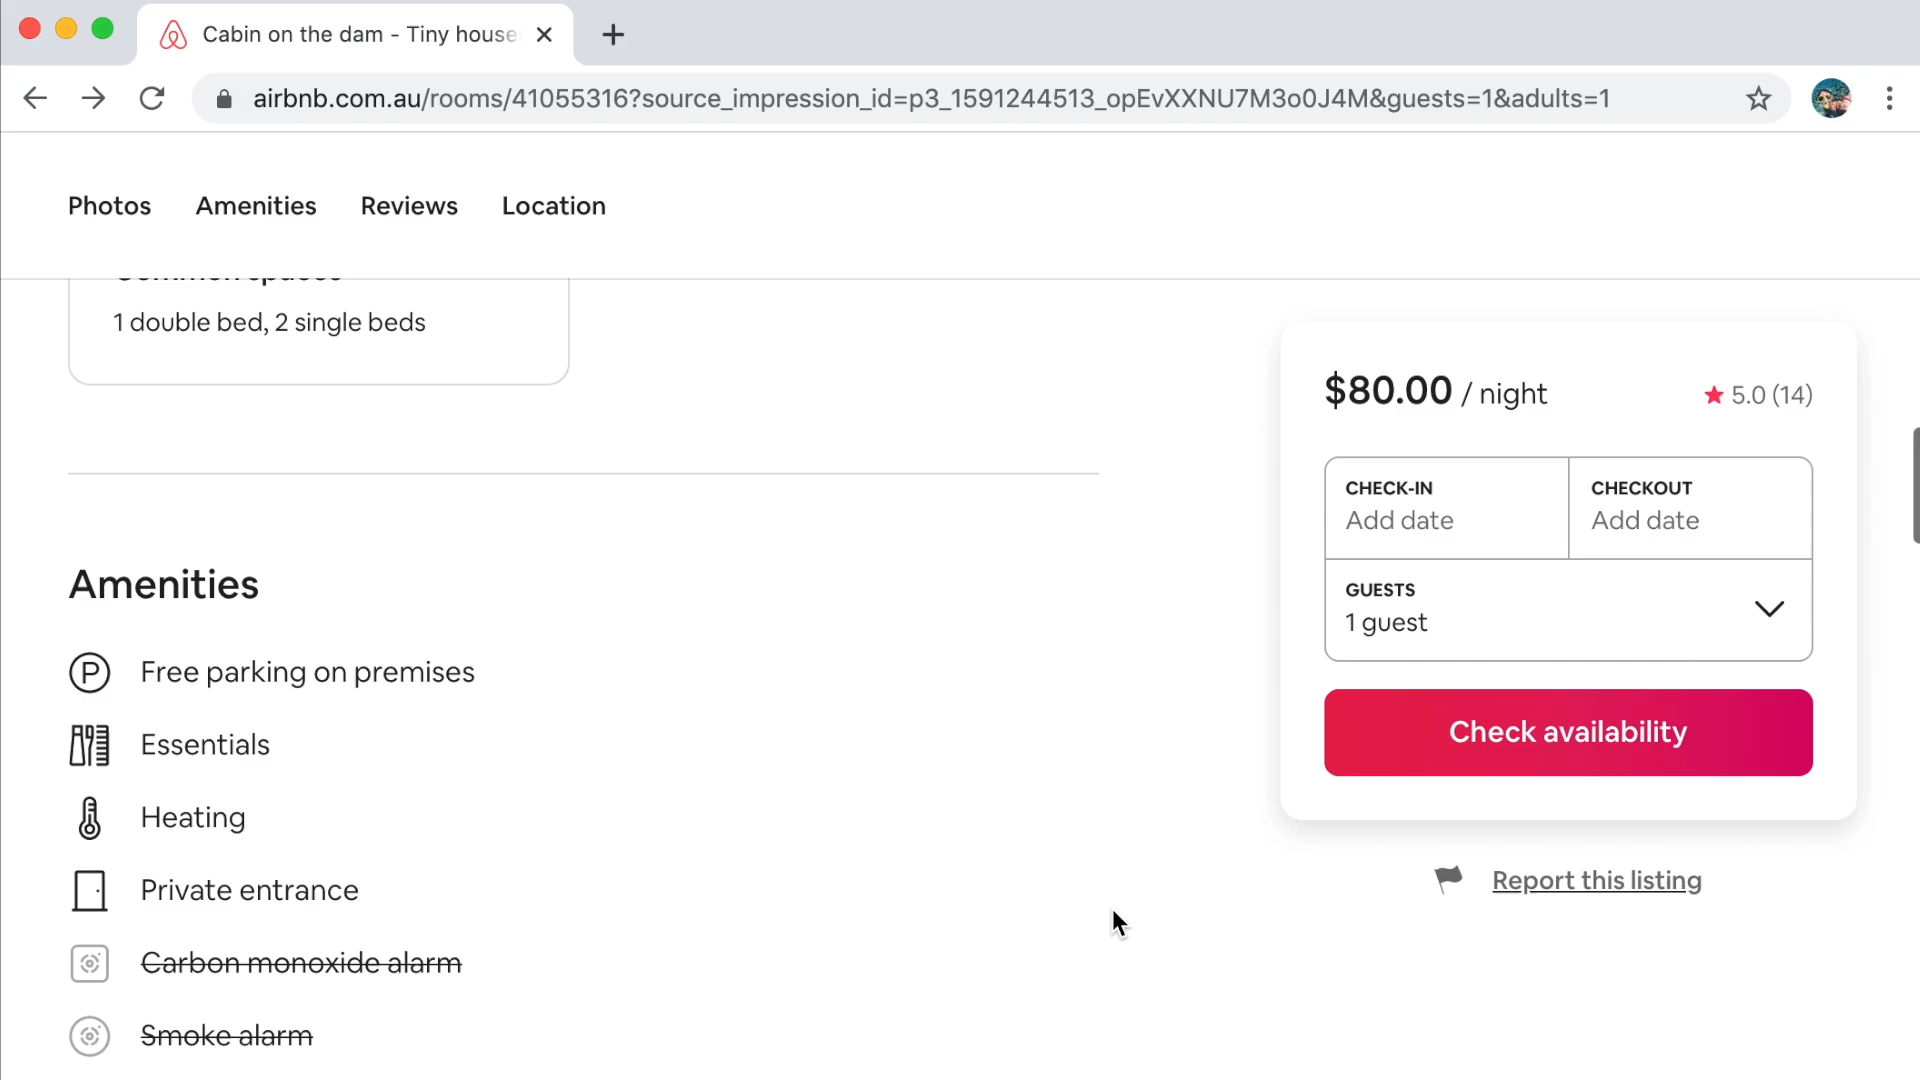 Cabin on the dam - Tiny house
airbnb.com.au/rooms/41055316?source_impression_id=p3_1591244513_opEvXXNU7M3o0J4M&guests=1&adults=1
Photos Amenities Reviews Location
Common spaces
1 double bed, 2 single beds
$80.00 / night 5.0 (14)
CHECK-IN CHECKOUT
Add date Add date
GUESTS
1 guest
Check availability
Report this listing
Amenities
Free parking on premises
Essentials
Heating
Private entrance
Carbon monoxide alarm
Smoke alarm